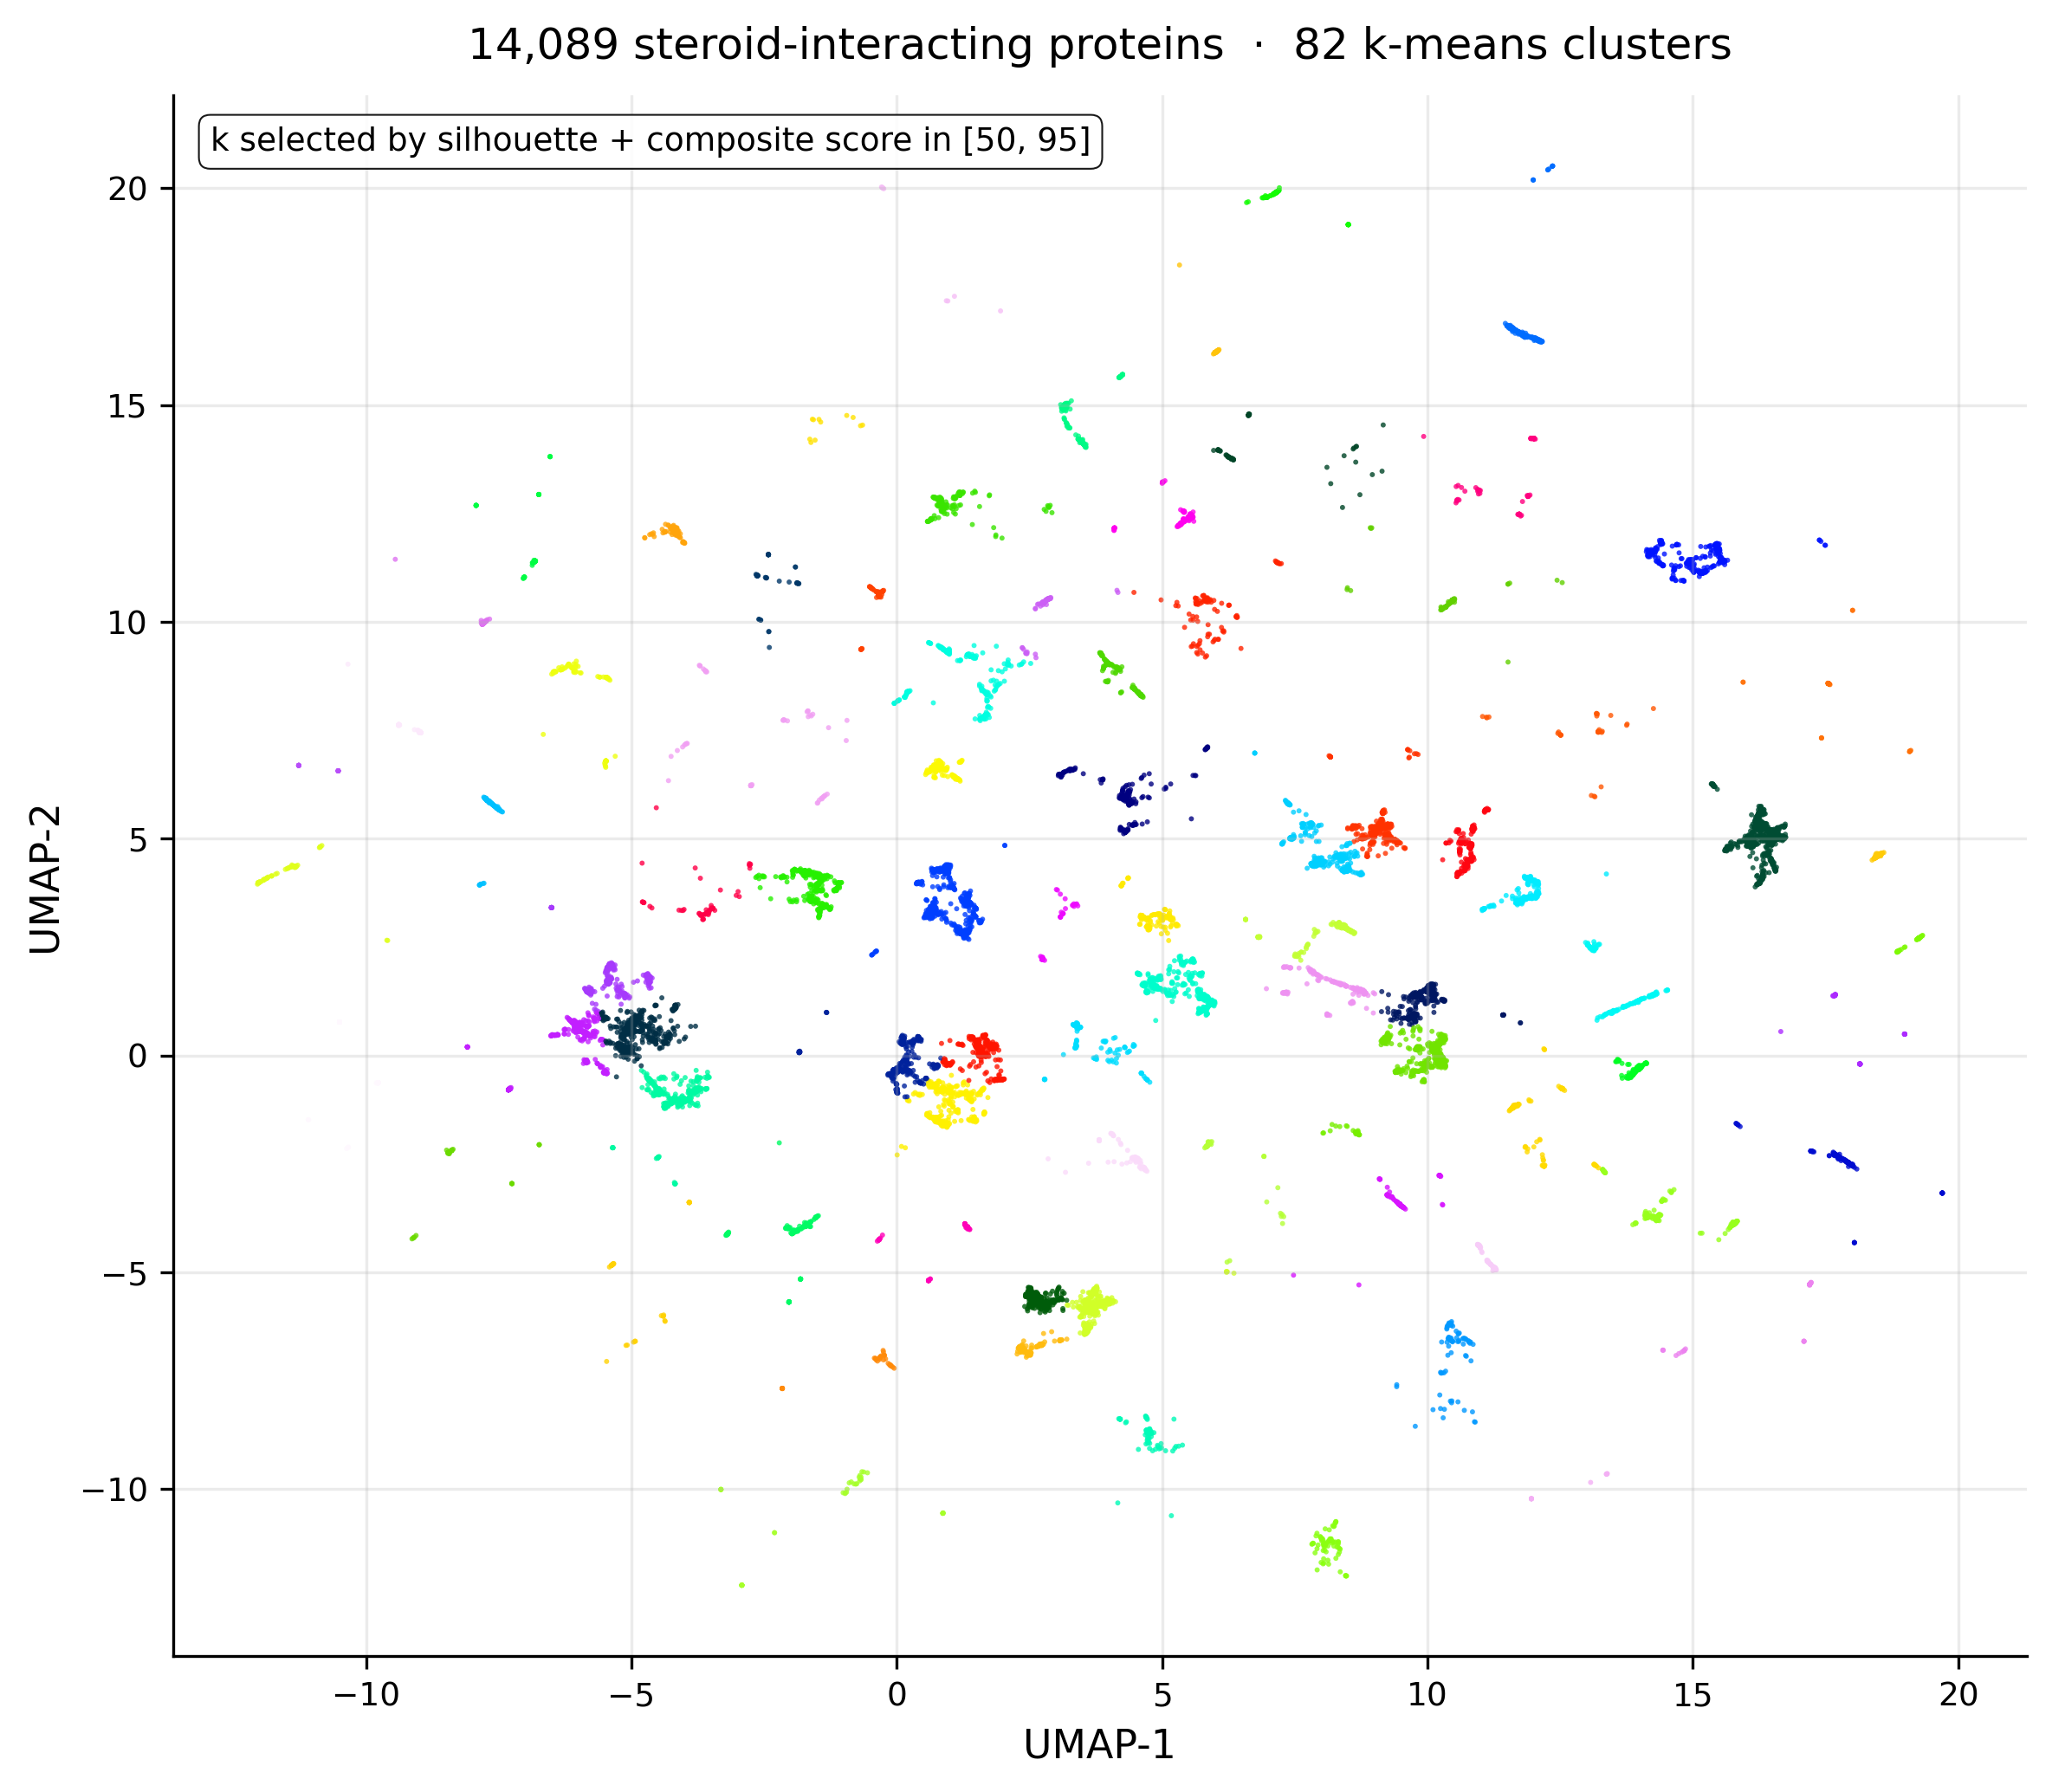 14,089 steroid-interacting proteins · 82 k-means clusters
k selected by silhouette + composite score in [50, 95]
20
15
10
5
0
−5
−10
UMAP-2
−10 −5 0 5 10 15 20
UMAP-1